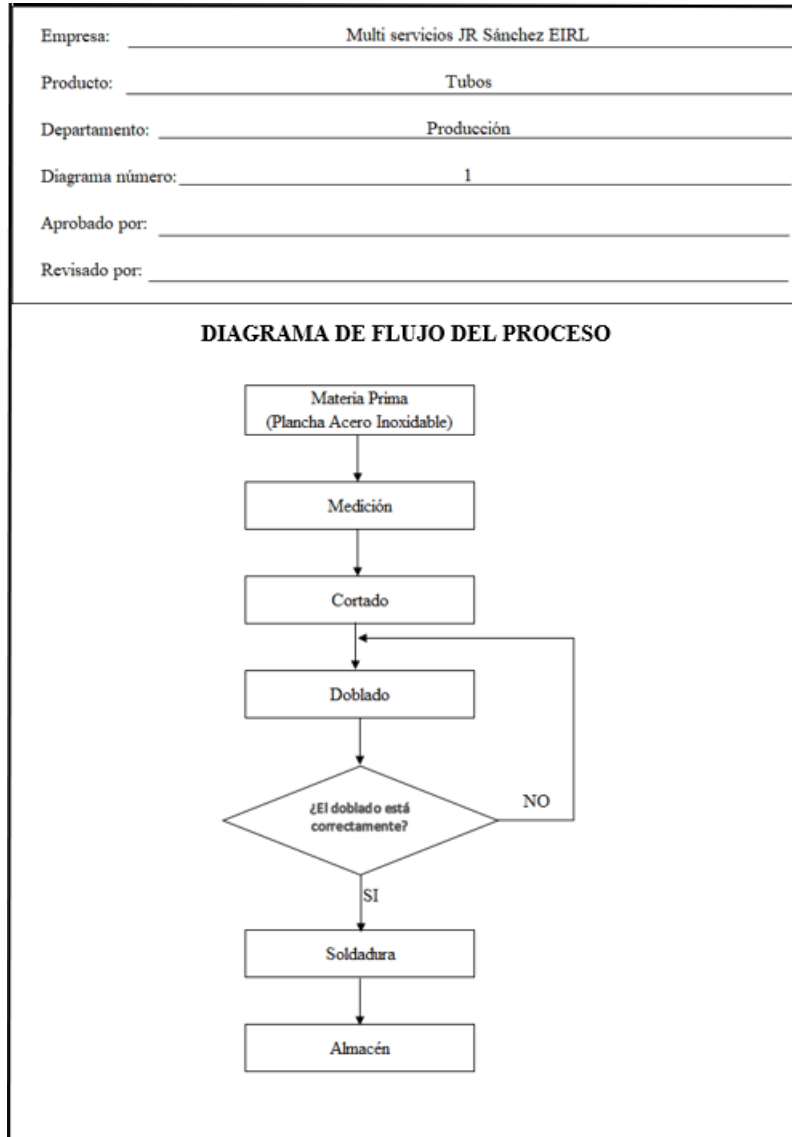 Empresa: Multi servicios JR Sánchez EIRL
Producto: Tubos
Departamento: Producción
Diagrama número: 1
Aprobado por:
Revisado por:
DIAGRAMA DE FLUJO DEL PROCESO
Materia Prima
(Plancha Acero Inoxidable)
Medición
Cortado
Doblado
¿El doblado está
correctamente?
NO
SI
Soldadura
Almacén